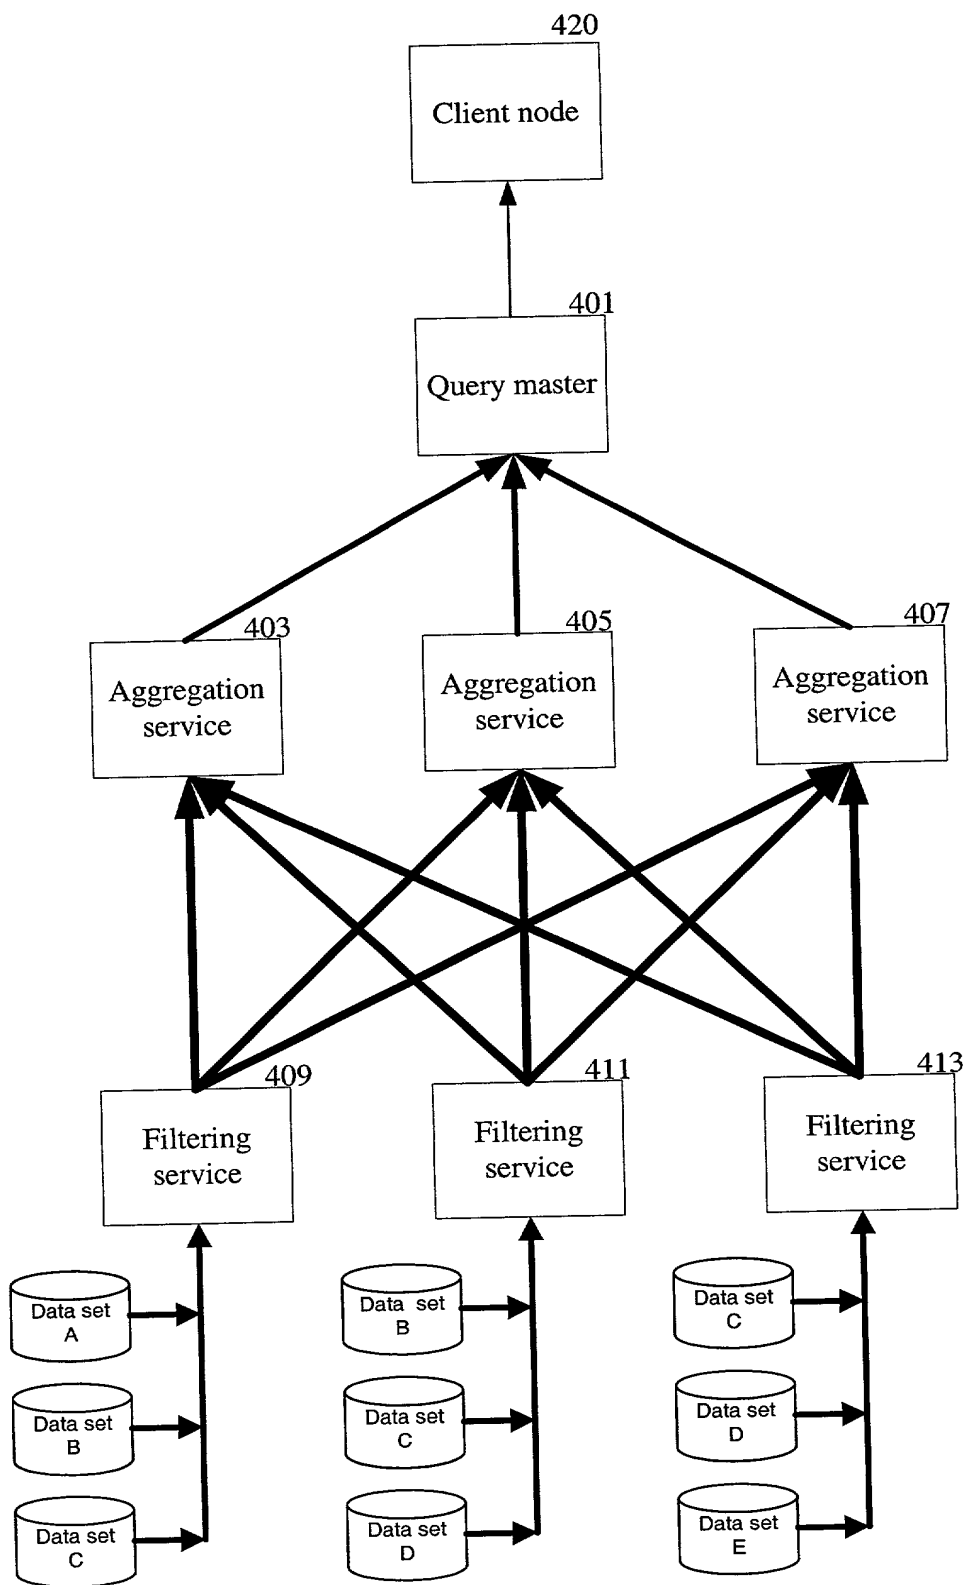 420
Client node
401
Query master
403
405
407
Aggregation
service
Aggregation
service
Aggregation
service
409
411
413
Filtering
service
Filtering
service
Filtering
service
Data set
A
Data set
B
Data set
C
Data set
B
Data set
C
Data set
D
Data set
C
Data set
D
Data set
E